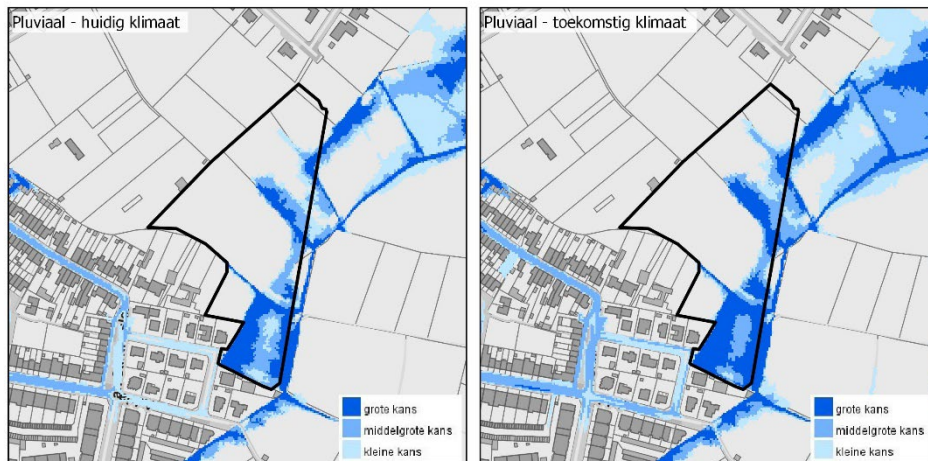 Pluviaal - huidig klimaat
grote kans
middelgrote kans
kleine kans
Pluviaal - toekomstig klimaat
grote kans
middelgrote kans
kleine kans